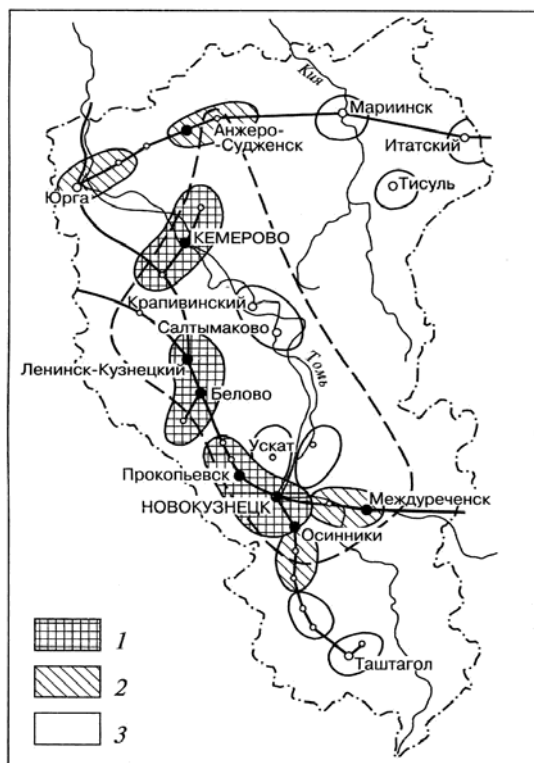 Кия
Мариинск
Анжеро-
Судженск
Итатский
Тисуль
Юрга
КЕМЕРОВО
Крапивинский
Салтымаково
Томь
Ленинск-Кузнецкий
Белово
Ускат
Прокопьевск
Междуреченск
НОВОКУЗНЕЦК
Осинники
Таштагол
1
2
3